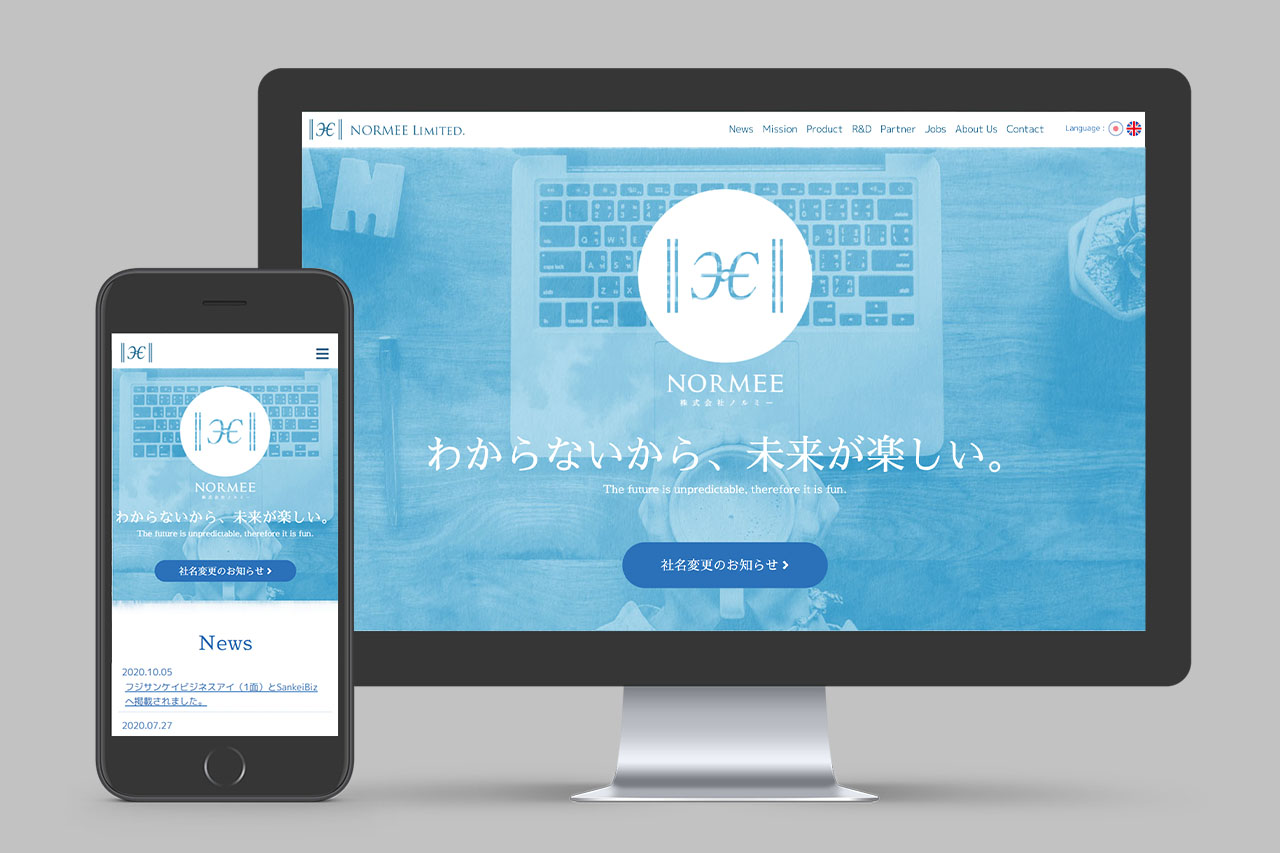 NORMEE LIMITED.
News Mission Product R&D Partner Jobs About Us Contact
Language :
NORMEE
株式会社ノルミー
わからないから、未来が楽しい。
The future is unpredictable, therefore it is fun.
社名変更のお知らせ
NORMEE
株式会社ノルミー
わからないから、未来が楽しい。
The future is unpredictable, therefore it is fun.
社名変更のお知らせ
News
2020.10.05
フジサンケイビジネスアイ（1面）とSankeiBiz
へ掲載されました。
2020.07.27